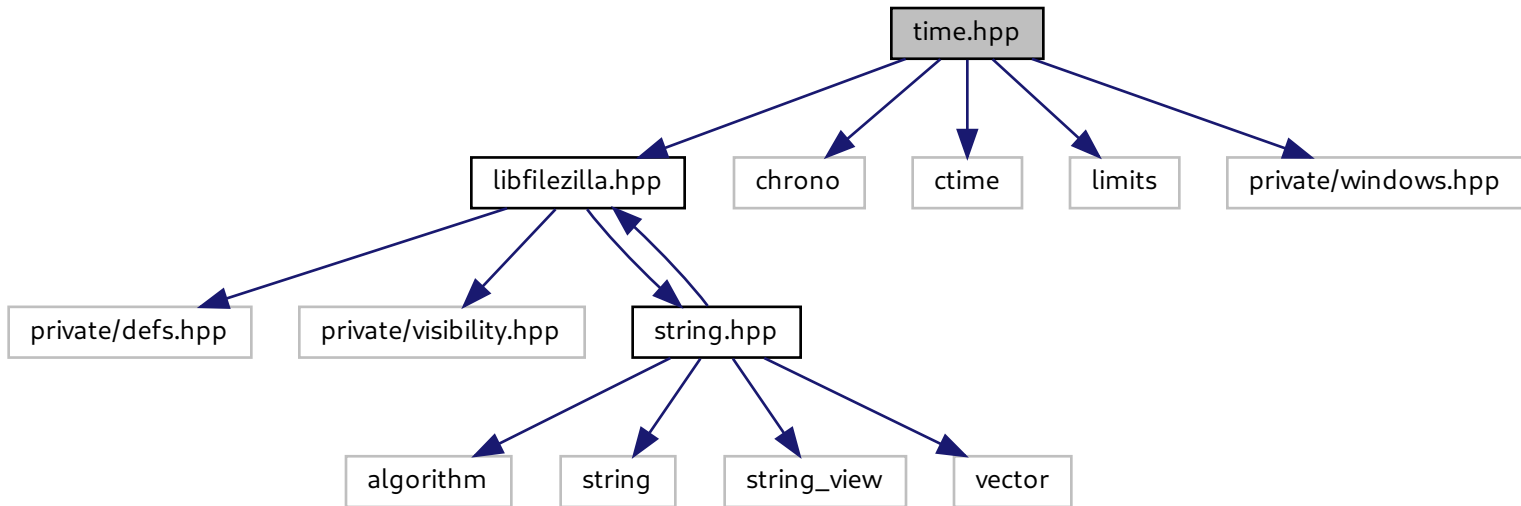 time.hpp
libfilezilla.hpp
chrono
ctime
limits
private/windows.hpp
private/defs.hpp
private/visibility.hpp
string.hpp
algorithm
string
string_view
vector